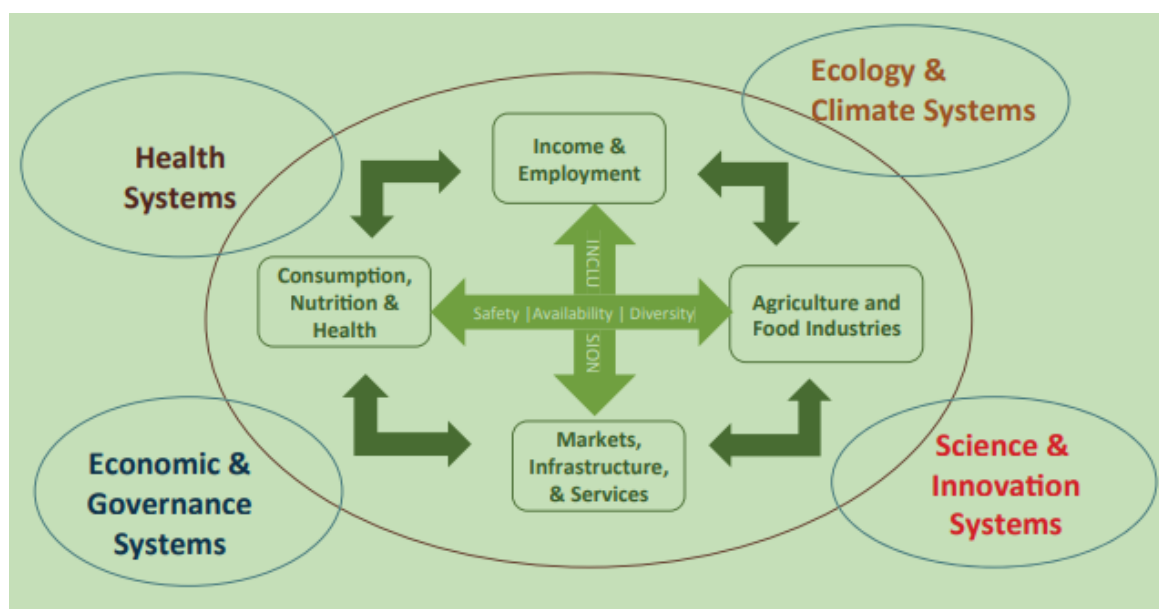 Ecology &
Climate Systems
Health
Systems
Income &
Employment
INCLU
Consumption,
Nutrition &
Health
Safety |Availability | Diversity|
Agriculture and
Food Industries
SION
Markets,
Infrastructure,
& Services
Economic &
Governance
Systems
Science &
Innovation
Systems